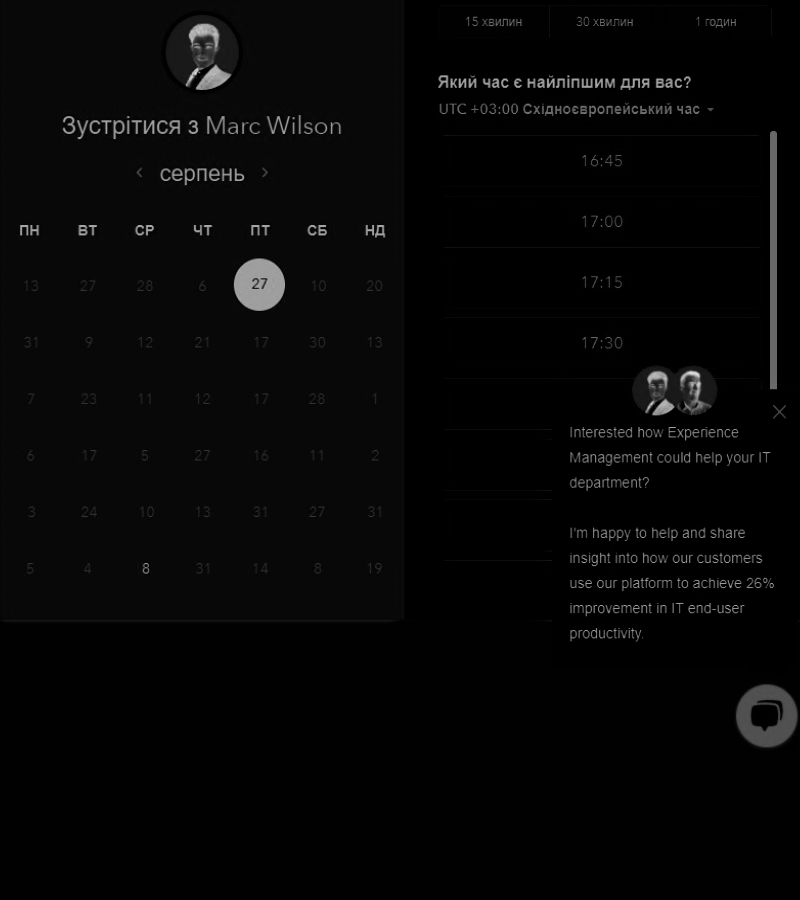 Зустрітися з Marc Wilson
серпень
ПН ВТ СР ЧТ ПТ СБ НД
13 27 28 6 27 10 20
31 9 12 21 17 30 13
7 23 11 12 17 28 1
6 17 5 27 16 11 2
3 24 10 13 31 27 31
5 4 8 31 14 8 19
15 хвилин 30 хвилин 1 годин
Який час є найліпшим для вас?
UTC +03:00 Східноєвропейський час
16:45
17:00
17:15
17:30
Interested how Experience
Management could help your IT
department?
I'm happy to help and share
insight into how our customers
use our platform to achieve 26%
improvement in IT end-user
productivity.